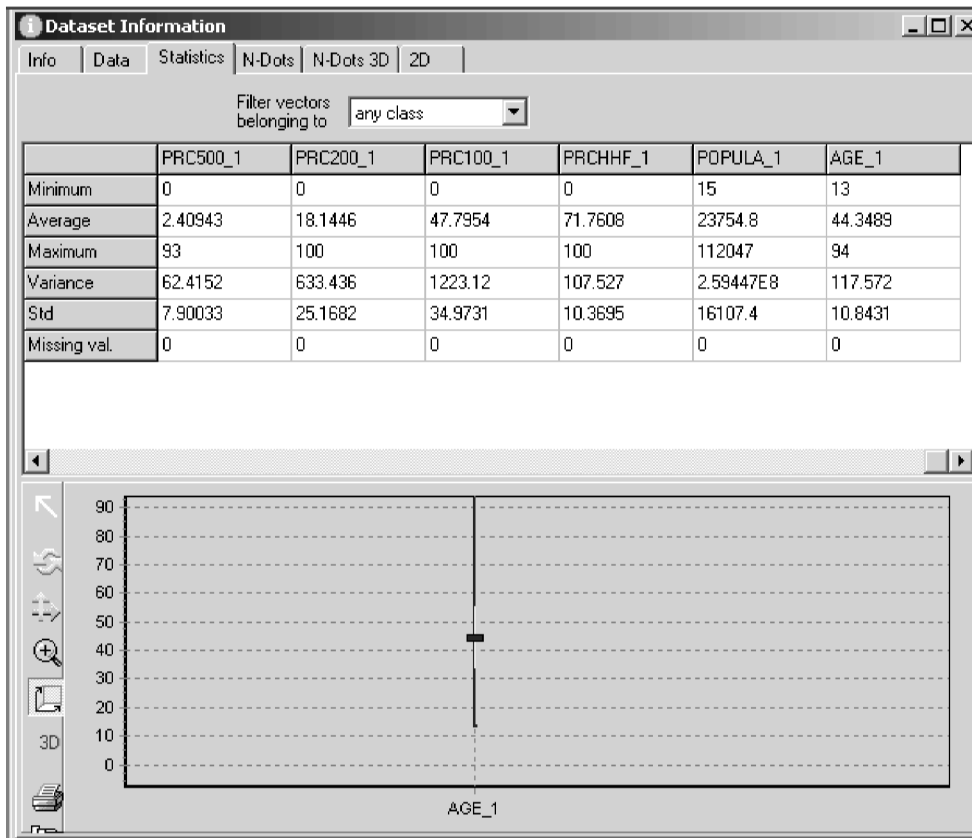 Dataset Information
Info Data Statistics N-Dots N-Dots 3D 2D
Filter vectors
belonging to any class
PRC500_1 PRC200_1 PRC100_1 PRCHHF_1 POPULA_1 AGE_1
Minimum 0 0 0 0 15 13
Average 2.40943 18.1446 47.7954 71.7608 23754.8 44.3489
Maximum 93 100 100 100 112047 94
Variance 62.4152 633.436 1223.12 107.527 2.59447E8 117.572
Std 7.90033 25.1682 34.9731 10.3695 16107.4 10.8431
Missing val. 0 0 0 0 0 0
90
80
70
60
50
40
30
20
10
0
3D
AGE_1